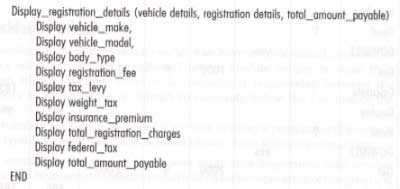 Display_registration_details (vehicle details, registration details, total_amount_payable)
Display vehicle_make,
Display vehicle_model,
Display body_type
Display registration_fee
Display tax_levy
Display weight_tax
Display insurance_premium
Display total_registration_charges
Display federal_tax
Display total_amount_payable
END